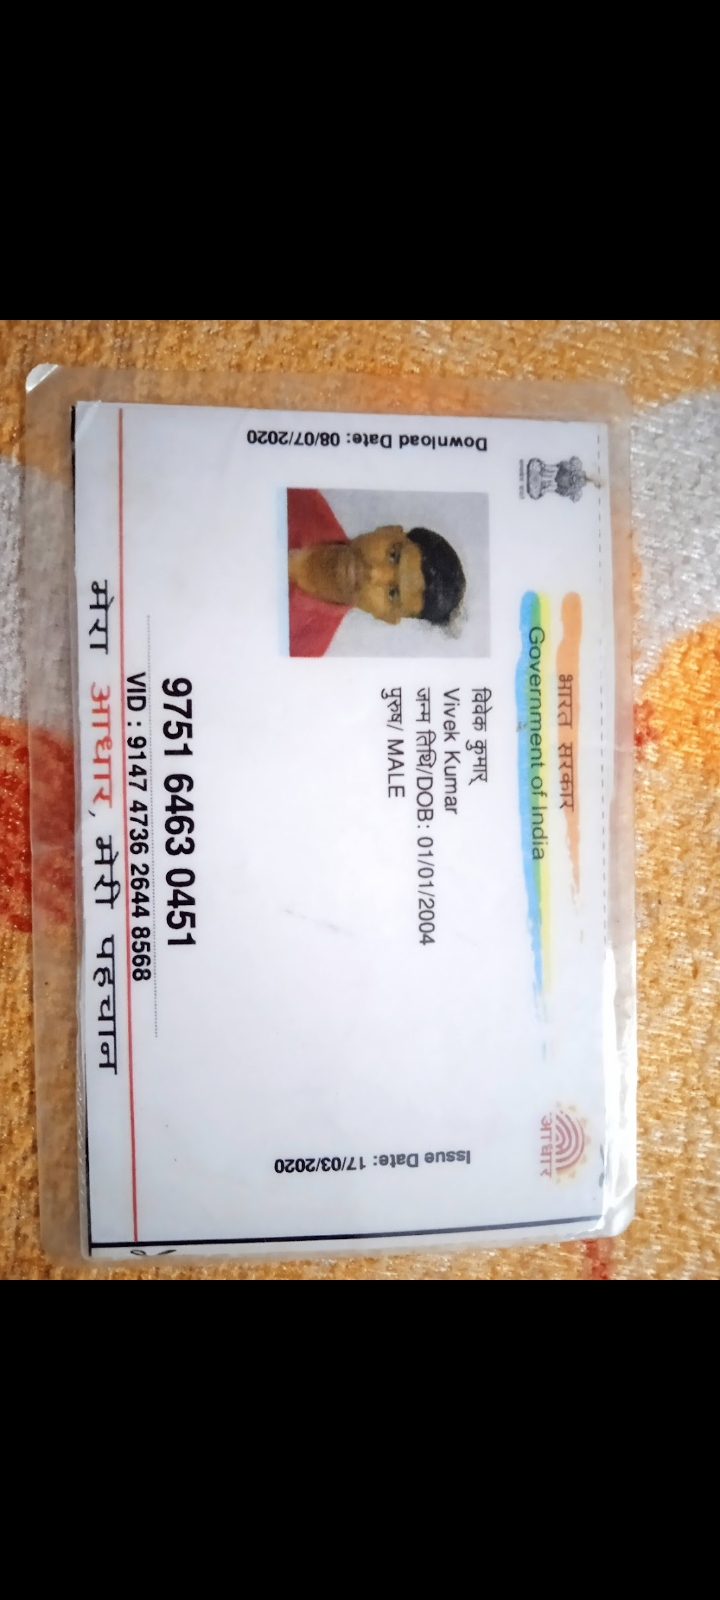 भारत सरकार
Government of India
Download Date: 08/07/2020
Issue Date: 17/03/2020
विवेक कुमार
Vivek Kumar
जन्म तिथि/DOB: 01/01/2004
पुरुष/ MALE
9751 6463 0451
VID : 9147 4736 2644 8568
मेरा आधार, मेरी पहचान
आधार